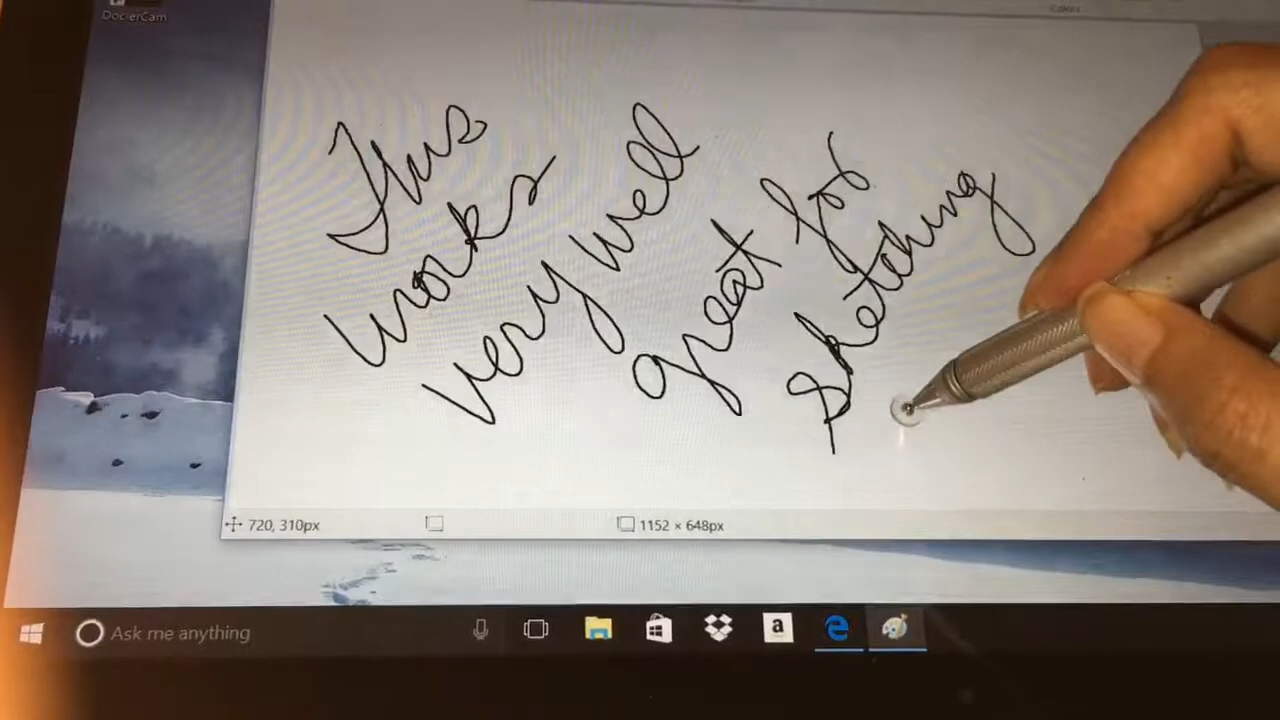 DocierCam
This
works
very well
great for
sketching
720, 310px
1152 × 648px
Ask me anything
a